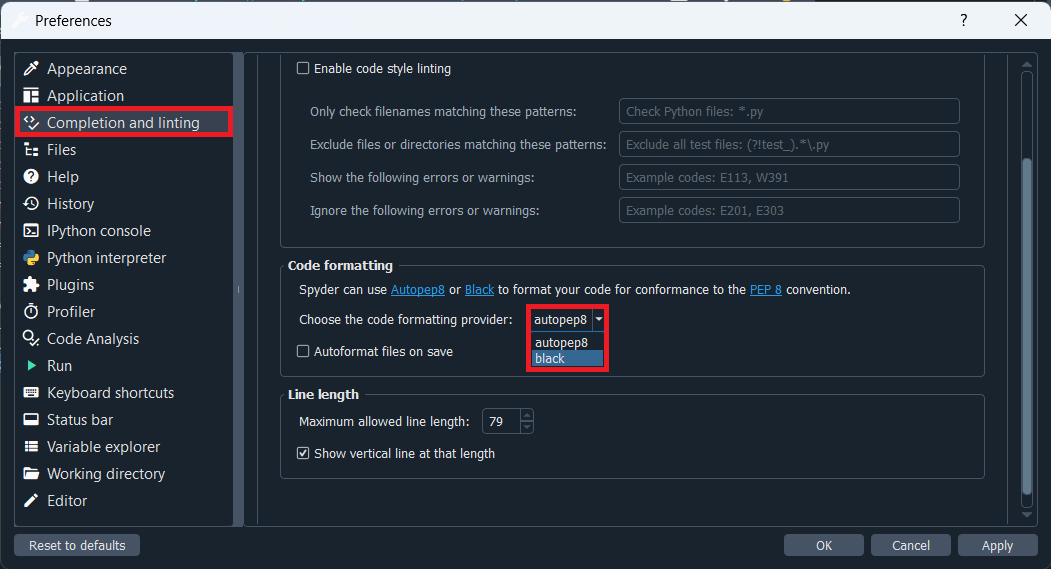 Preferences
?
Appearance
Application
Completion and linting
Files
Help
History
IPython console
Python interpreter
Plugins
Profiler
Code Analysis
Run
Keyboard shortcuts
Status bar
Variable explorer
Working directory
Editor
Enable code style linting
Only check filenames matching these patterns: Check Python files: *.py
Exclude files or directories matching these patterns: Exclude all test files: (?!test_).*\.py
Show the following errors or warnings: Example codes: E113, W391
Ignore the following errors or warnings: Example codes: E201, E303
Code formatting
Spyder can use Autopep8 or Black to format your code for conformance to the PEP 8 convention.
Choose the code formatting provider: autopep8
autopep8
black
Autoformat files on save
Line length
Maximum allowed line length: 79
Show vertical line at that length
Reset to defaults
OK
Cancel
Apply